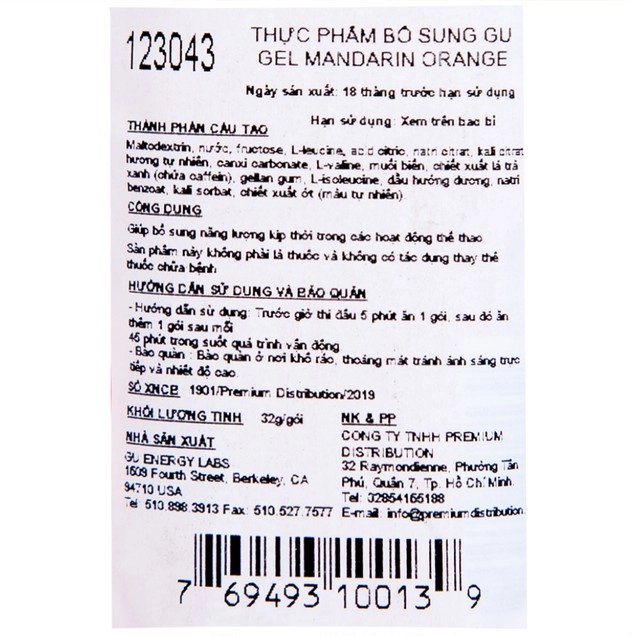 123043
THỰC PHẨM BỔ SUNG GU
GEL MANDARIN ORANGE
Ngày sản xuất: 18 tháng trước hạn sử dụng
Hạn sử dụng: Xem trên bao bì
THÀNH PHẦN CẤU TẠO
Maltodextrin, nước, fructose, L-leucine, acid citric, natri citrat, kali citrat
hương tự nhiên, canxi carbonate, L-valine, muối biển, chiết xuất lá trà
xanh (chứa caffein), gellan gum, L-isoleucine, dầu hướng dương, natri
benzoat, kali sorbat, chiết xuất ớt (màu tự nhiên).
CÔNG DỤNG
Giúp bổ sung năng lượng kịp thời trong các hoạt động thể thao
Sản phẩm này không phải là thuốc và không có tác dụng thay thế
thuốc chữa bệnh
HƯỚNG DẪN SỬ DỤNG VÀ BẢO QUẢN
- Hướng dẫn sử dụng: Trước giờ thi đấu 5 phút ăn 1 gói, sau đó ăn
thêm 1 gói sau mỗi
45 phút trong suốt quá trình vận động.
- Bảo quản : Bảo quản ở nơi khô ráo, thoáng mát tránh ánh sáng trực
tiếp và nhiệt độ cao.
SỐ XNCB 1901/Premium Distribution/2019
KHỐI LƯỢNG TỊNH 32g/gói
NHÀ SẢN XUẤT
GU ENERGY LABS
1609 Fourth Street, Berkeley, CA
94710 USA
Tel: 510.898.3913 Fax: 510.527.7577
NK & PP
CÔNG TY TNHH PREMIUM
DISTRIBUTION
32 Raymondienne, Phường Tân
Phú, Quận 7, Tp. Hồ Chí Minh
Tel: 02854165188
E-mail: info@premiumdistribution
7 69493 10013 9